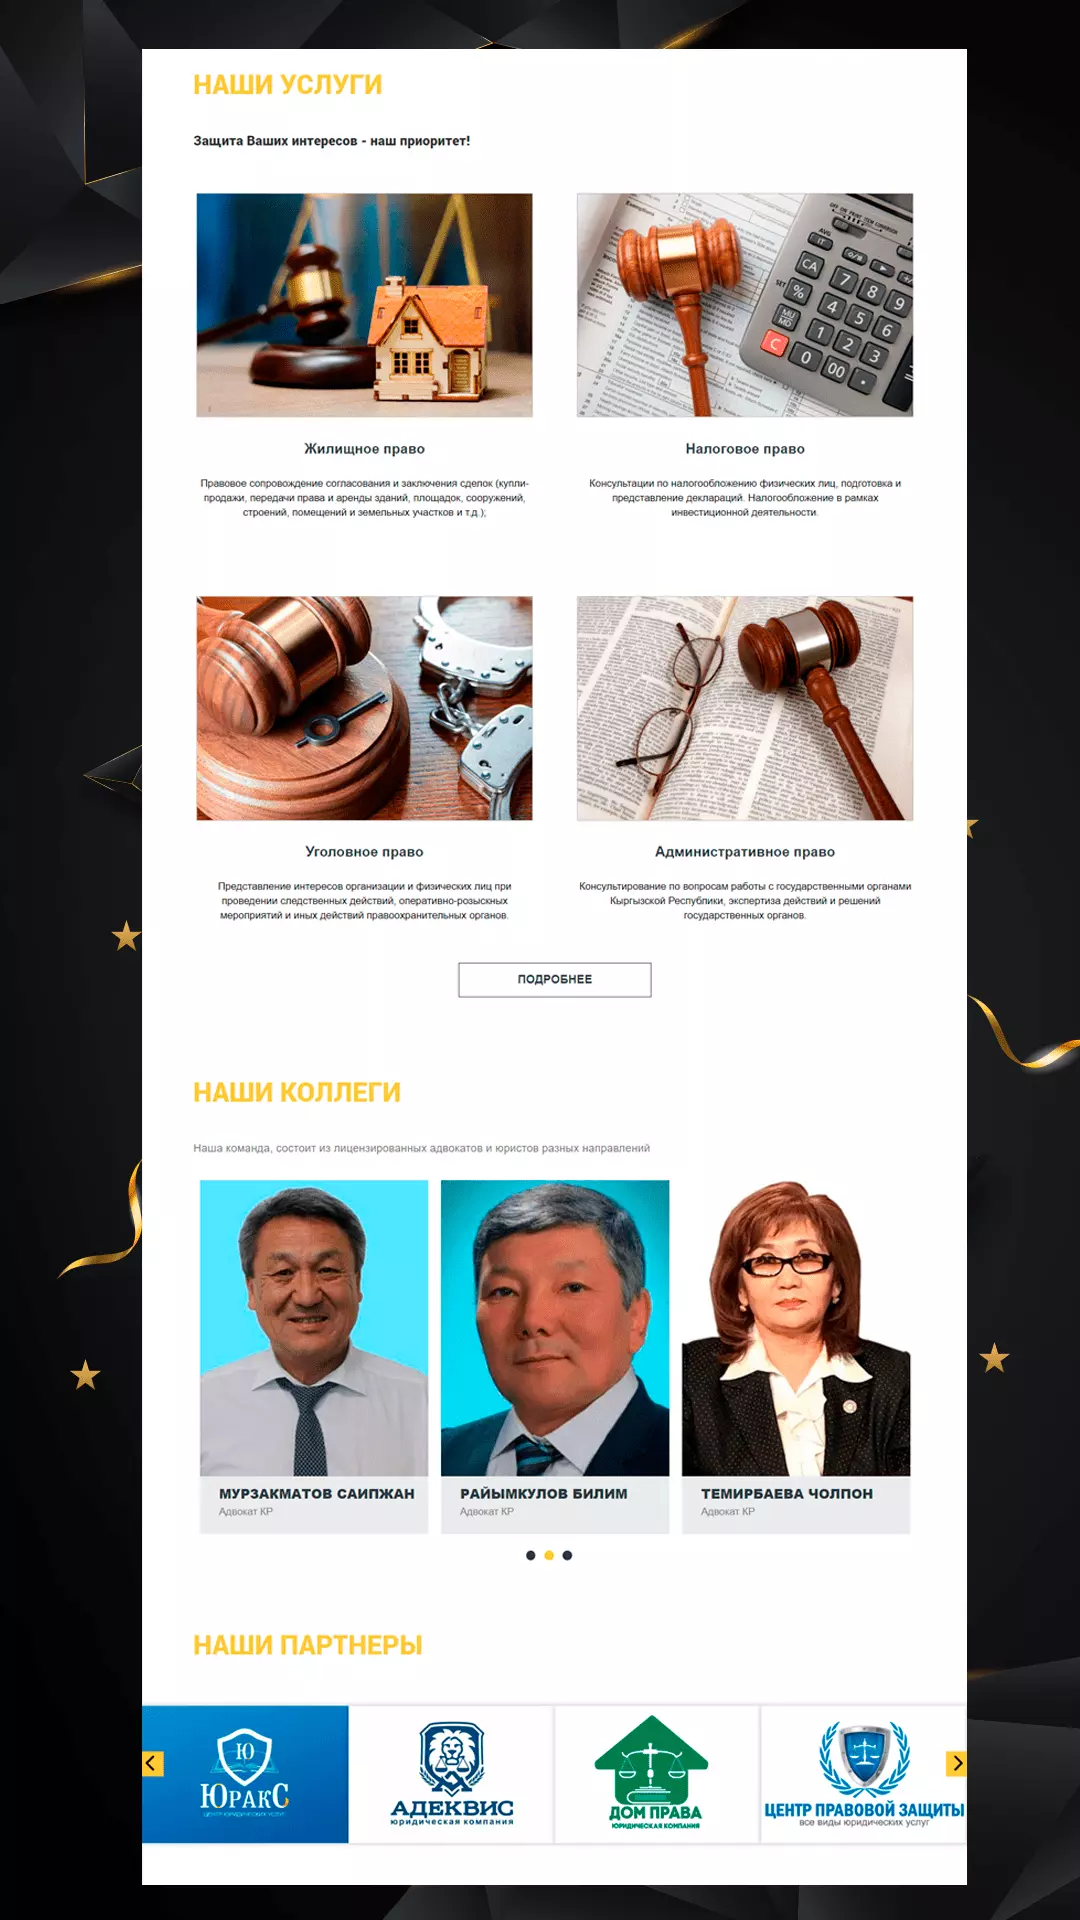 НАШИ УСЛУГИ
Защита Ваших интересов - наш приоритет!
Жилищное право
Правовое сопровождение согласования и заключения сделок (купли-
продажи, передачи права и аренды зданий, площадок, сооружений,
строений, помещений и земельных участков и т.д.);
Налоговое право
Консультации по налогообложению физических лиц, подготовка и
представление деклараций. Налогообложение в рамках
инвестиционной деятельности.
Уголовное право
Представление интересов организации и физических лиц при
проведении следственных действий, оперативно-розыскных
мероприятий и иных действий правоохранительных органов.
Административное право
Консультирование по вопросам работы с государственными органами
Кыргызской Республики, экспертиза действий и решений
государственных органов.
ПОДРОБНЕЕ
НАШИ КОЛЛЕГИ
Наша команда, состоит из лицензированных адвокатов и юристов разных направлений
МУРЗАКМАТОВ САИПЖАН
Адвокат КР
РАЙЫМКУЛОВ БИЛИМ
Адвокат КР
ТЕМИРБАЕВА ЧОЛПОН
Адвокат КР
НАШИ ПАРТНЕРЫ
Ю
ЮРАКС
ЦЕНТР ЮРИДИЧЕСКИХ УСЛУГ
АДЕКВИС
юридическая компания
ДОМ ПРАВА
ЮРИДИЧЕСКАЯ КОМПАНИЯ
ЦЕНТР ПРАВОВОЙ ЗАЩИТЫ
все виды юридических услуг